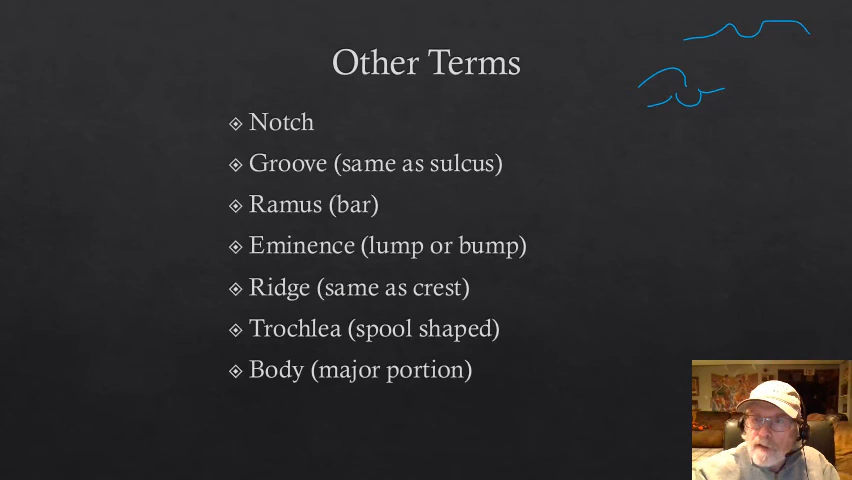 Other Terms
Notch
Groove (same as sulcus)
Ramus (bar)
Eminence (lump or bump)
Ridge (same as crest)
Trochlea (spool shaped)
Body (major portion)